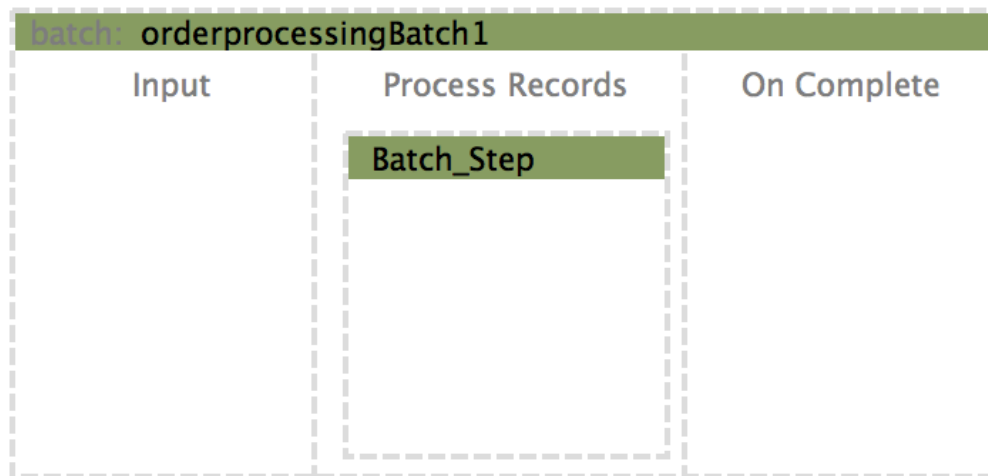 batch: orderprocessingBatch1
Input Process Records On Complete
Batch_Step